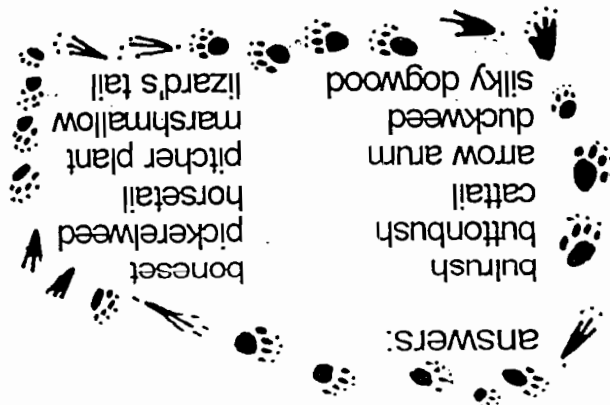 answers:
bulrush
buttonbush
cattail
arrow arum
duckweed
silky dogwood
boneset
pickerelweed
horsetail
pitcher plant
marshmallow
lizard's tail